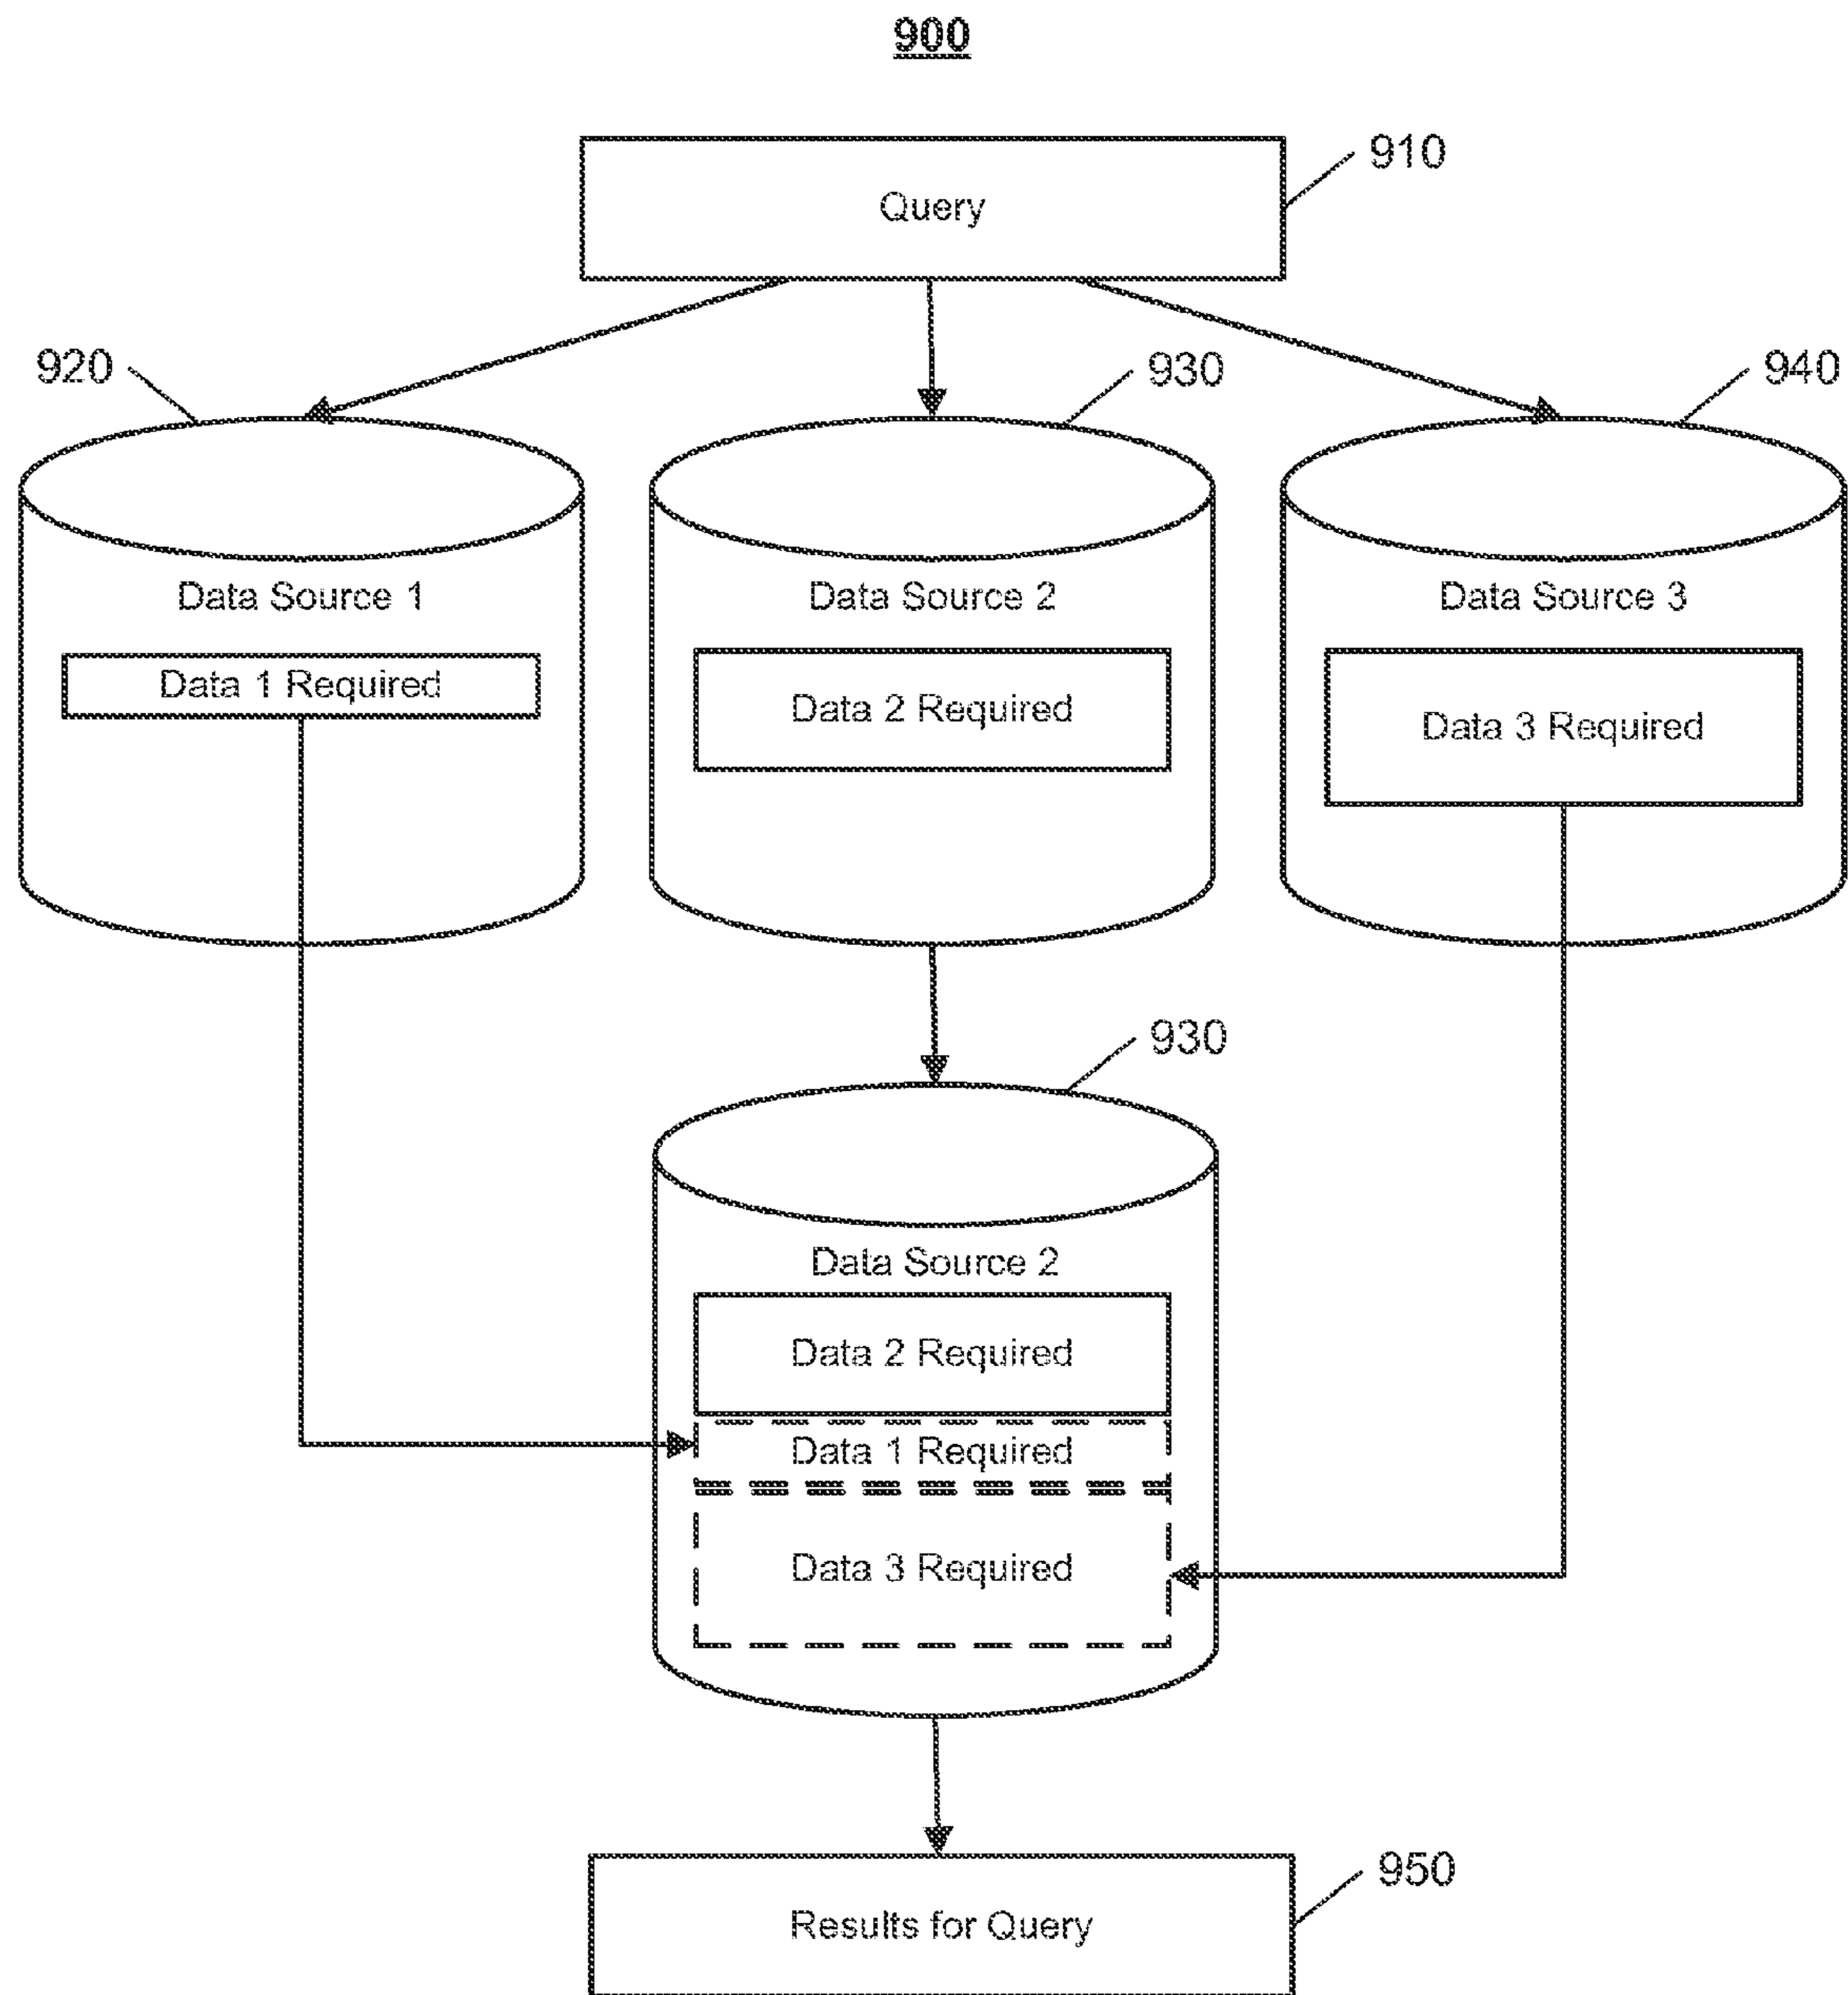 900
910
Query
920
930
940
Data Source 1
Data Source 2
Data Source 3
Data 1 Required
Data 2 Required
Data 3 Required
930
Data Source 2
Data 2 Required
Data 1 Required
Data 3 Required
950
Results for Query